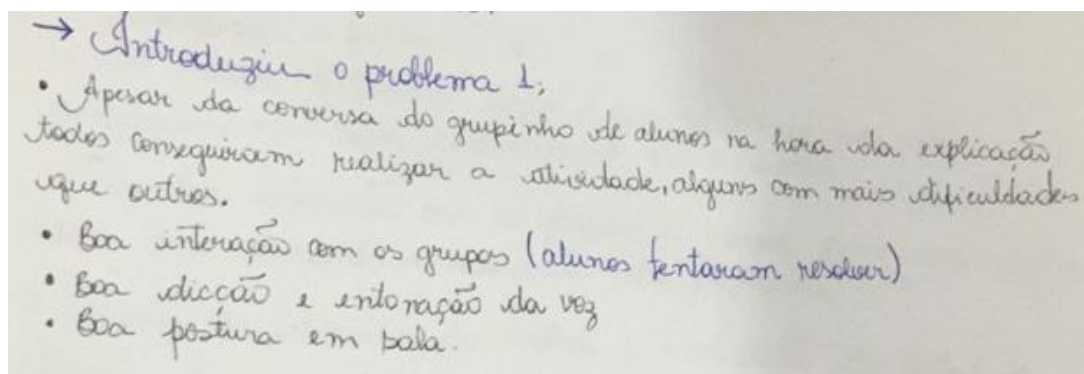 → Introduziu o problema 1;
• Apesar da conversa do grupinho de alunos na hora da explicação
todos conseguiram realizar a atividade, alguns com mais dificuldades
que outros.
• Boa interação com os grupos (alunos tentaram resolver)
• Boa dicção e entonação da voz
• Boa postura em sala.